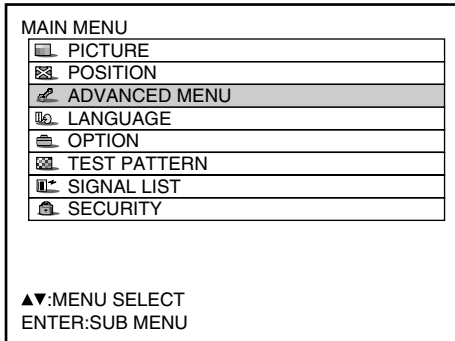 MAIN MENU
PICTURE
POSITION
ADVANCED MENU
LANGUAGE
OPTION
TEST PATTERN
SIGNAL LIST
SECURITY
▲▼:MENU SELECT
ENTER:SUB MENU